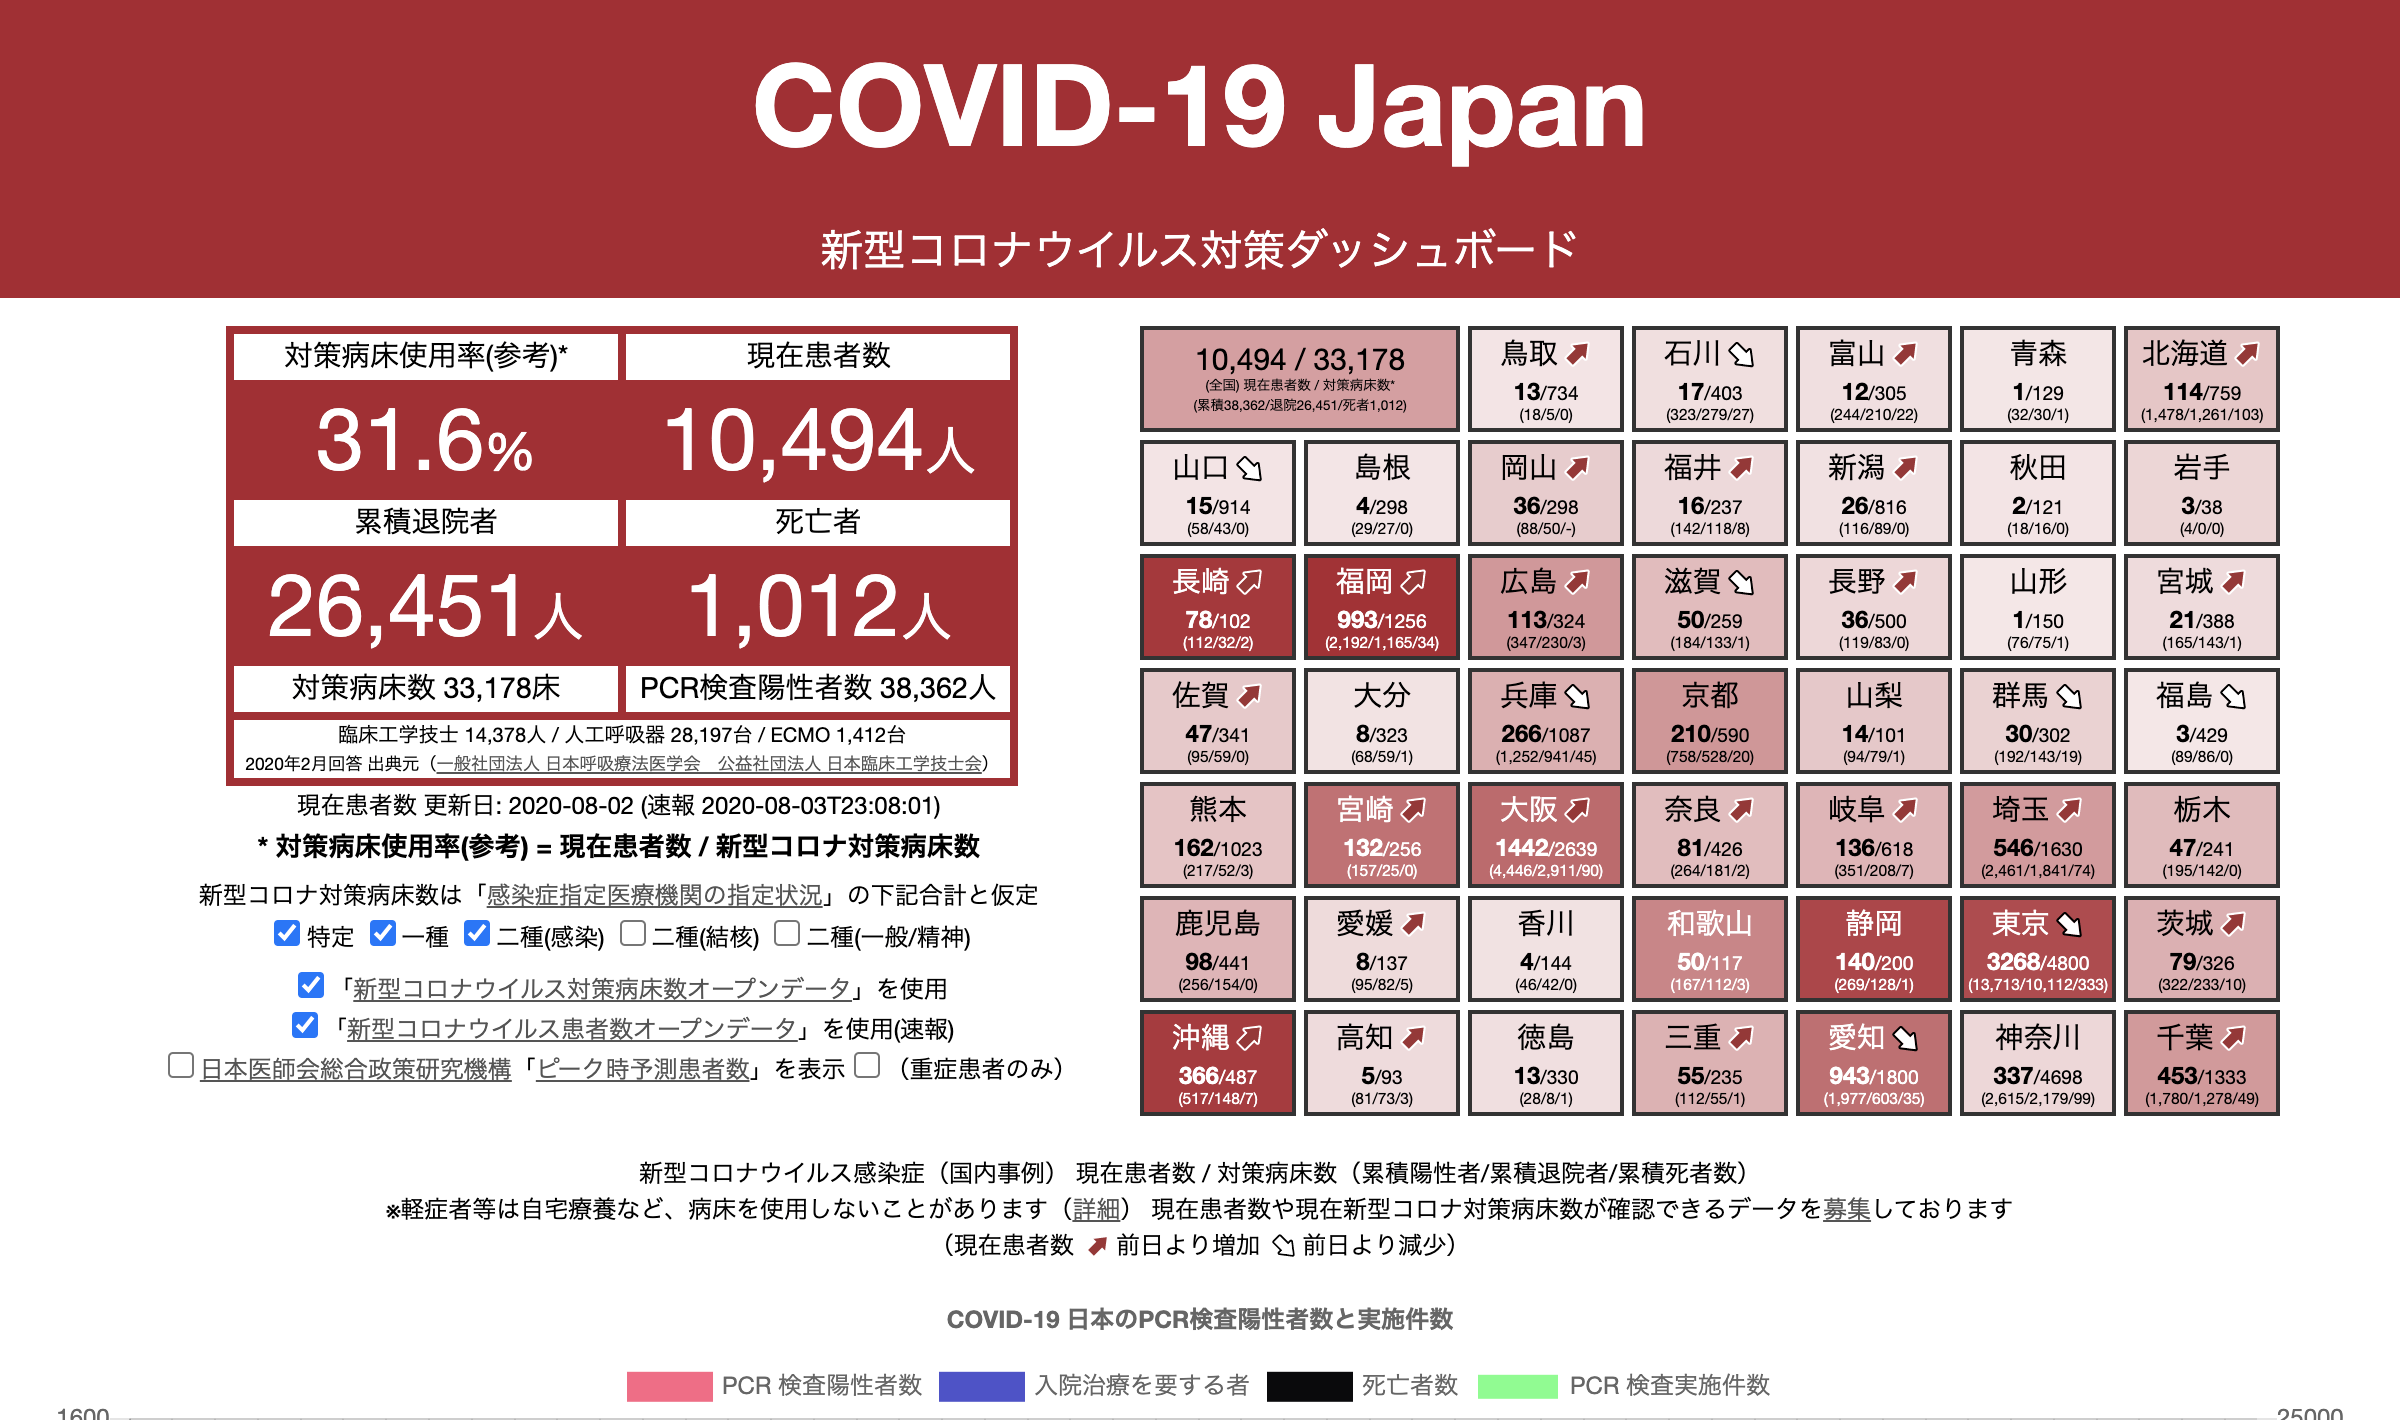 COVID-19 Japan
新型コロナウイルス対策ダッシュボード
対策病床使用率(参考)*
現在患者数
31.6%
10,494人
累積退院者
死亡者
26,451人
1,012人
対策病床数 33,178床
PCR検査陽性者数 38,362人
臨床工学技士 14,378人 / 人工呼吸器 28,197台 / ECMO 1,412台
2020年2月回答 出典元（一般社団法人 日本呼吸療法医学会　公益社団法人 日本臨床工学技士会）
現在患者数 更新日: 2020-08-02 (速報 2020-08-03T23:08:01)
* 対策病床使用率(参考) = 現在患者数 / 新型コロナ対策病床数
新型コロナ対策病床数は「感染症指定医療機関の指定状況」の下記合計と仮定
特定 一種 二種(感染) 二種(結核) 二種(一般/精神)
「新型コロナウイルス対策病床数オープンデータ」を使用
「新型コロナウイルス患者数オープンデータ」を使用(速報)
日本医師会総合政策研究機構「ピーク時予測患者数」を表示 （重症患者のみ）
10,494 / 33,178
(全国) 現在患者数 / 対策病床数*
(累積38,362/退院26,451/死者1,012)
鳥取
13/734
(18/5/0)
石川
17/403
(323/279/27)
富山
12/305
(244/210/22)
青森
1/129
(32/30/1)
北海道
114/759
(1,478/1,261/103)
山口
15/914
(58/43/0)
島根
4/298
(29/27/0)
岡山
36/298
(88/50/-)
福井
16/237
(142/118/8)
新潟
26/816
(116/89/0)
秋田
2/121
(18/16/0)
岩手
3/38
(4/0/0)
長崎
78/102
(112/32/2)
福岡
993/1256
(2,192/1,165/34)
広島
113/324
(347/230/3)
滋賀
50/259
(184/133/1)
長野
36/500
(119/83/0)
山形
1/150
(76/75/1)
宮城
21/388
(165/143/1)
佐賀
47/341
(95/59/0)
大分
8/323
(68/59/1)
兵庫
266/1087
(1,252/941/45)
京都
210/590
(758/528/20)
山梨
14/101
(94/79/1)
群馬
30/302
(192/143/19)
福島
3/429
(89/86/0)
熊本
162/1023
(217/52/3)
宮崎
132/256
(157/25/0)
大阪
1442/2639
(4,446/2,911/90)
奈良
81/426
(264/181/2)
岐阜
136/618
(351/208/7)
埼玉
546/1630
(2,461/1,841/74)
栃木
47/241
(195/142/0)
鹿児島
98/441
(256/154/0)
愛媛
8/137
(95/82/5)
香川
4/144
(46/42/0)
和歌山
50/117
(167/112/3)
静岡
140/200
(269/128/1)
東京
3268/4800
(13,713/10,112/333)
茨城
79/326
(322/233/10)
沖縄
366/487
(517/148/7)
高知
5/93
(81/73/3)
徳島
13/330
(28/8/1)
三重
55/235
(112/55/1)
愛知
943/1800
(1,977/603/35)
神奈川
337/4698
(2,615/2,179/99)
千葉
453/1333
(1,780/1,278/49)
新型コロナウイルス感染症（国内事例） 現在患者数 / 対策病床数（累積陽性者/累積退院者/累積死者数）
※軽症者等は自宅療養など、病床を使用しないことがあります（詳細） 現在患者数や現在新型コロナ対策病床数が確認できるデータを募集しております
（現在患者数 前日より増加 前日より減少）
COVID-19 日本のPCR検査陽性者数と実施件数
PCR 検査陽性者数 入院治療を要する者 死亡者数 PCR 検査実施件数
1600
25000